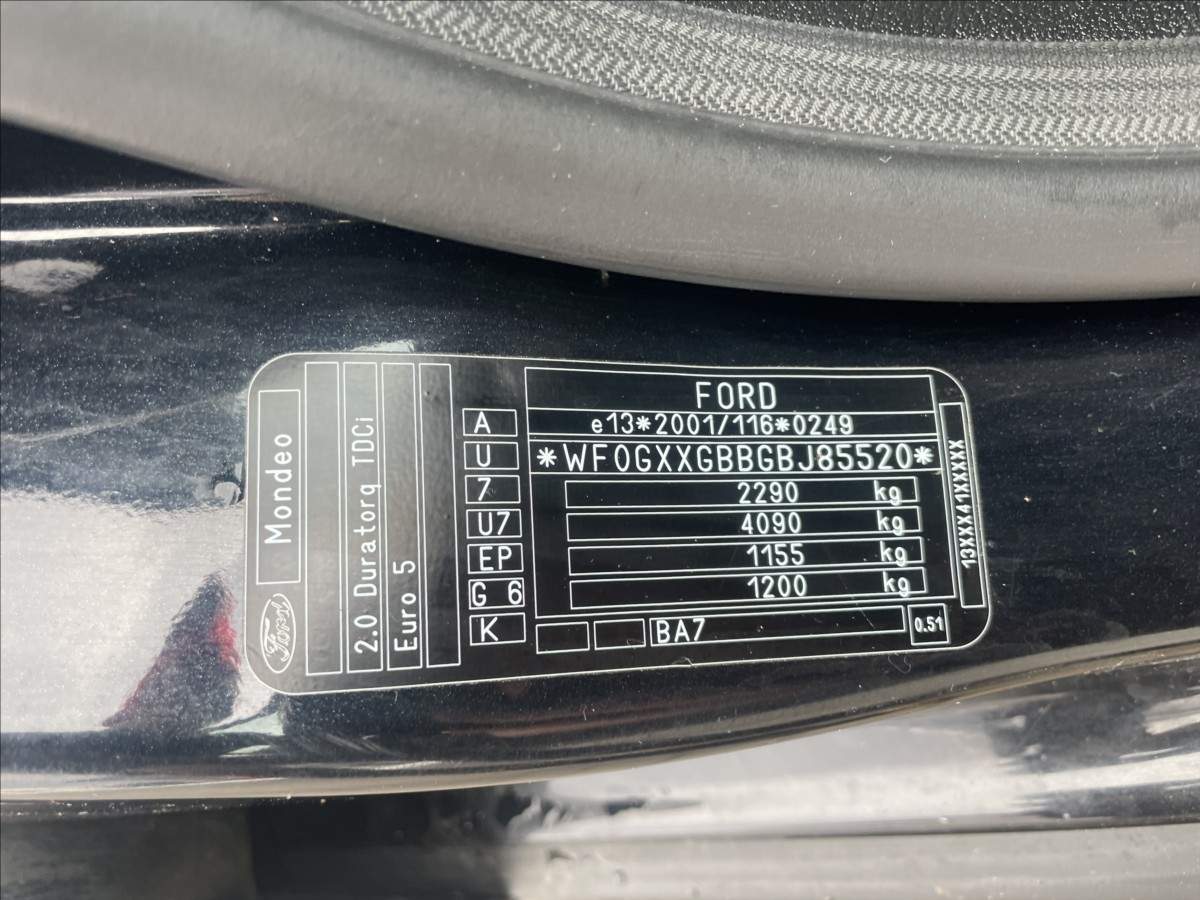 Ford
Mondeo
2.0 Duratorq TDCi
Euro 5
A
U
7
U7
EP
G 6
K
FORD
e13*2001/116*0249
*WF0GXXGBBGBJ85520*
2290 kg
4090 kg
1155 kg
1200 kg
BA7
0.51
13XXX41XXXXX